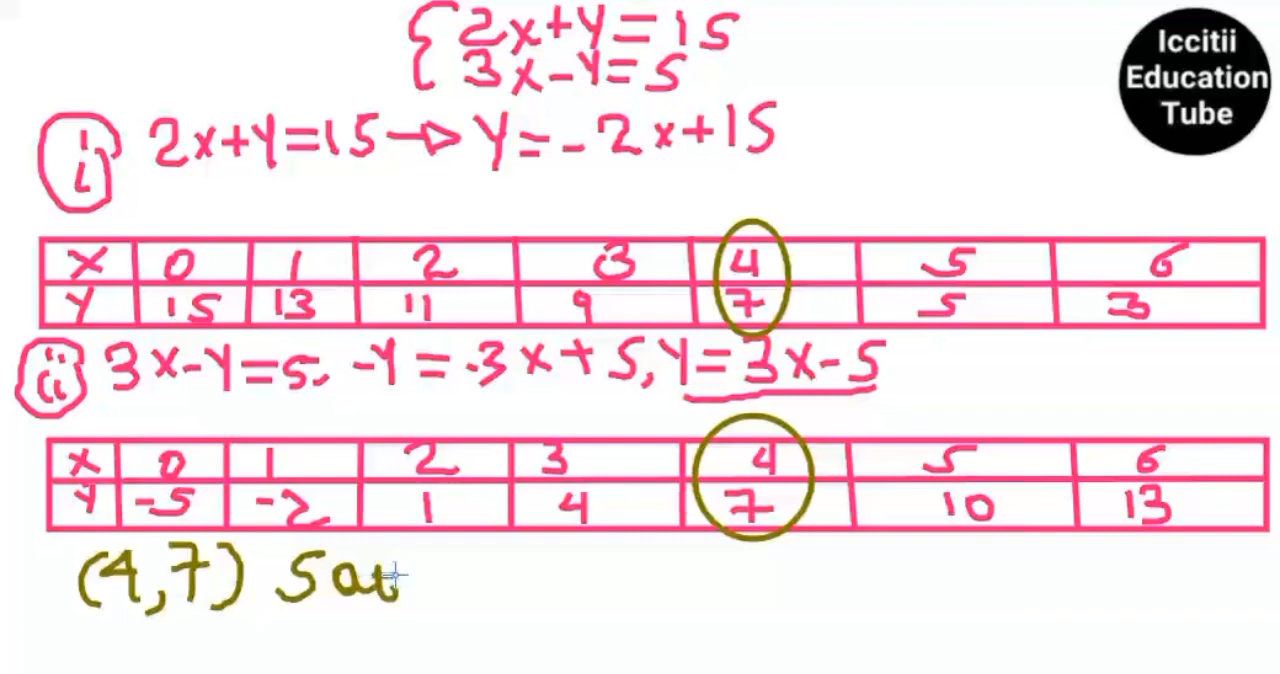 2x+y=15
3x-y=5
Iccitii
Education
Tube
i 2x+y=15→y=-2x+15
x 0 1 2 3 4 5 6
y 15 13 11 9 7 5 3
ii 3x-y=5, -y=-3x+5, y=3x-5
x 0 1 2 3 4 5 6
y -5 -2 1 4 7 10 13
(4,7) Sat